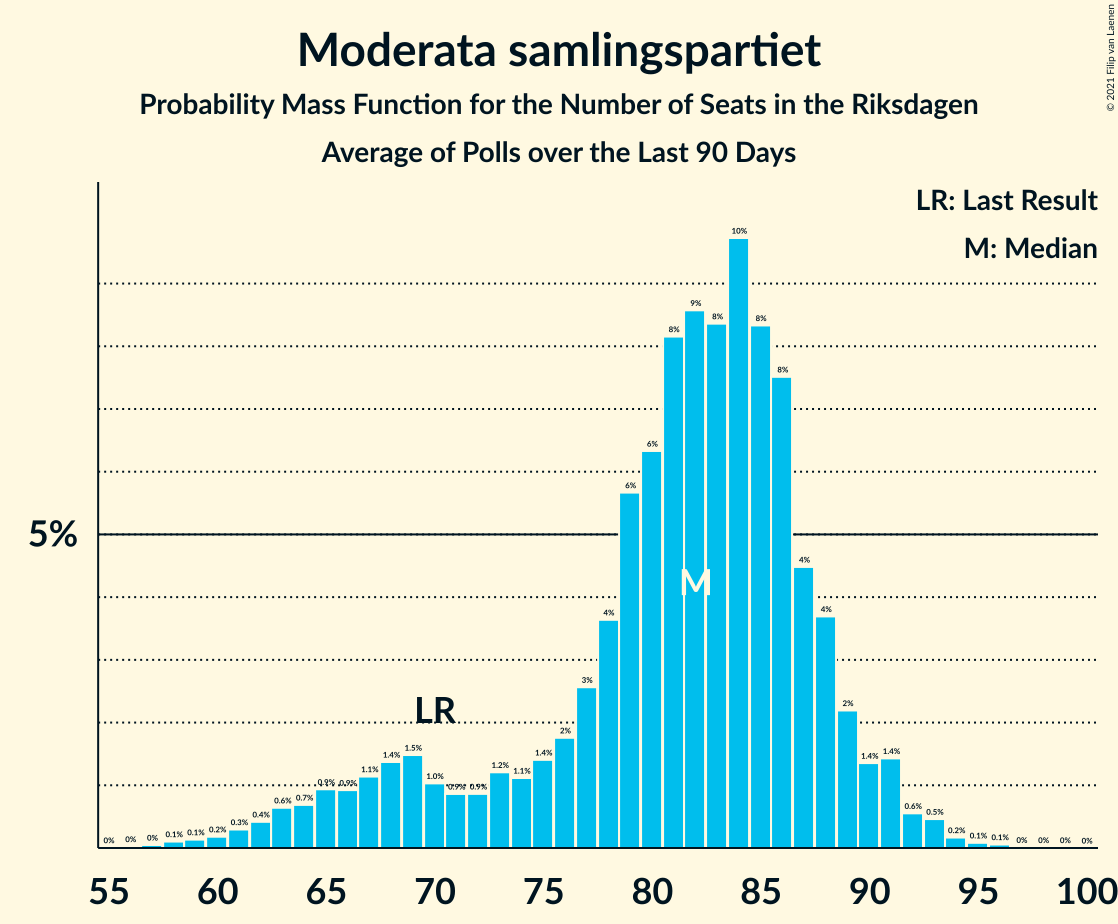 Moderata samlingspartiet
Probability Mass Function for the Number of Seats in the Riksdagen
Average of Polls over the Last 90 Days
© 2021 Filip van Laenen
LR: Last Result
M: Median
5%
0% 0% 0% 0.1% 0.1% 0.2% 0.3% 0.4% 0.6% 0.7% 0.9% 0.9% 1.1% 1.4% 1.5% 1.0% 0.9% 0.9% 1.2% 1.1% 1.4% 2% 3% 4% 6% 6% 8% 9% 8% 10% 8% 8% 4% 4% 2% 1.4% 1.4% 0.6% 0.5% 0.2% 0.1% 0.1% 0% 0% 0% 0%
LR
M
55 60 65 70 75 80 85 90 95 100